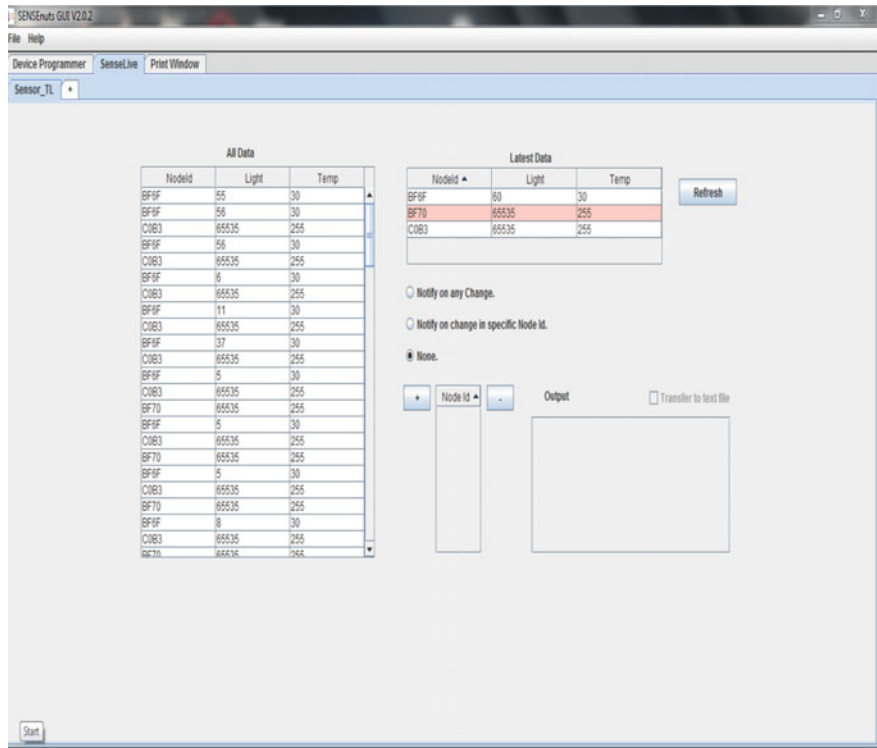 SENSEnuts GUI V2.0.2
File Help
Device Programmer SenseLive Print Window
Sensor_TL +
All Data
NodeId Light Temp
BF6F 55 30
BF6F 56 30
C0B3 65535 255
BF6F 56 30
C0B3 65535 255
BF6F 6 30
C0B3 65535 255
BF6F 11 30
C0B3 65535 255
BF6F 37 30
C0B3 65535 255
BF6F 5 30
C0B3 65535 255
BF70 65535 255
BF6F 5 30
C0B3 65535 255
BF70 65535 255
BF6F 5 30
C0B3 65535 255
BF70 65535 255
BF6F 8 30
C0B3 65535 255
BF70 65535 255
Latest Data
NodeId Light Temp
BF6F 60 30
BF70 65535 255
C0B3 65535 255
Refresh
Notify on any Change.
Notify on change in specific Node Id.
None.
+ Node Id - Output Transfer to text file
Start